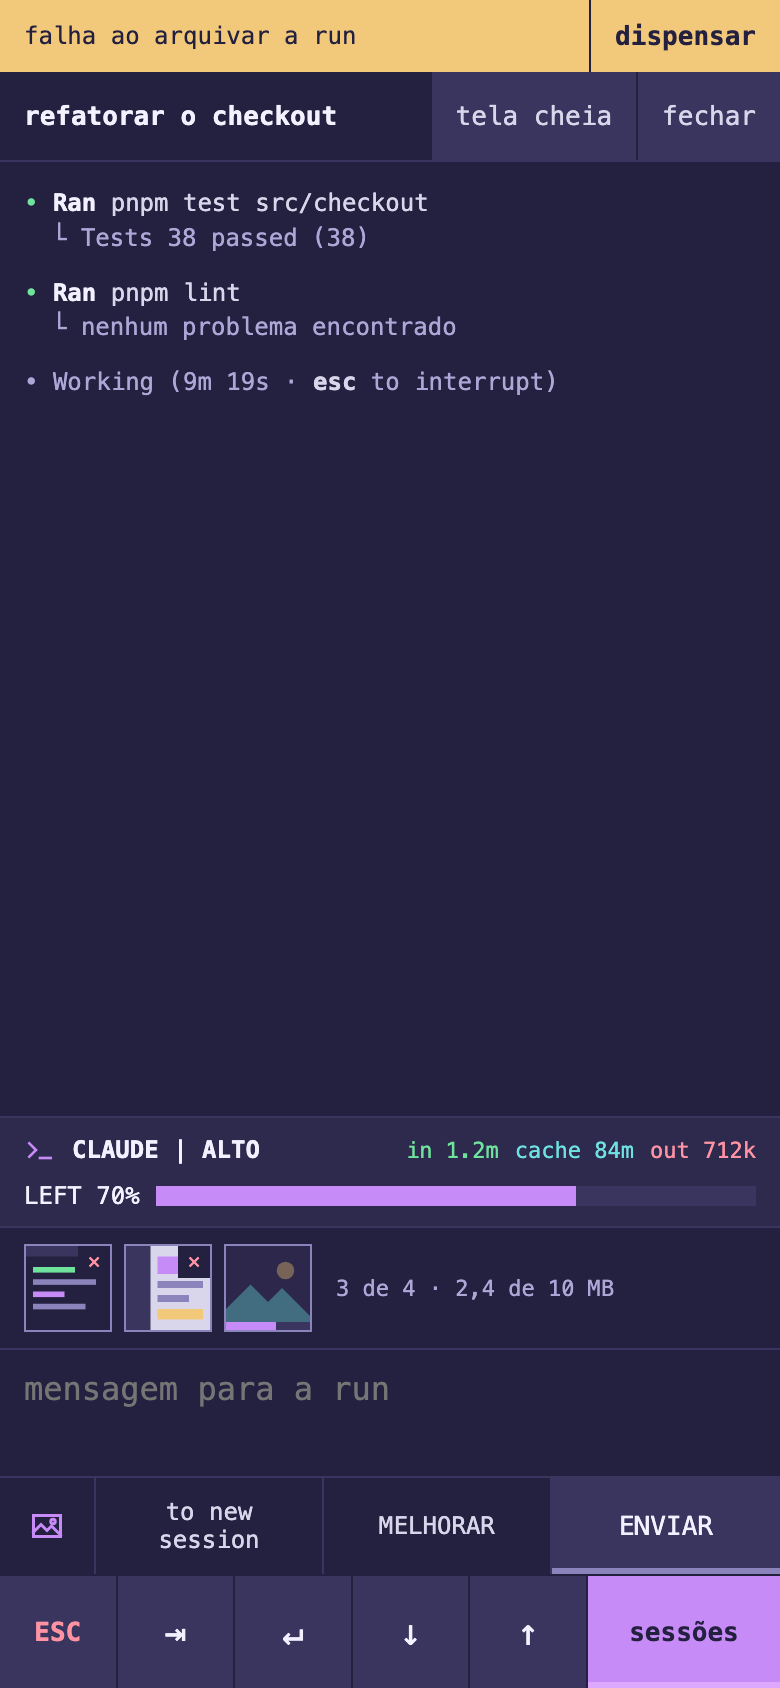 falha ao arquivar a run
dispensar
refatorar o checkout
tela cheia
fechar
• Ran pnpm test src/checkout
└ Tests 38 passed (38)
• Ran pnpm lint
└ nenhum problema encontrado
• Working (9m 19s · esc to interrupt)
>_ CLAUDE | ALTO
in 1.2m cache 84m out 712k
LEFT 70%
×
×
3 de 4 · 2,4 de 10 MB
mensagem para a run
to new
session
MELHORAR
ENVIAR
ESC
⇥
↵
↓
↑
sessões